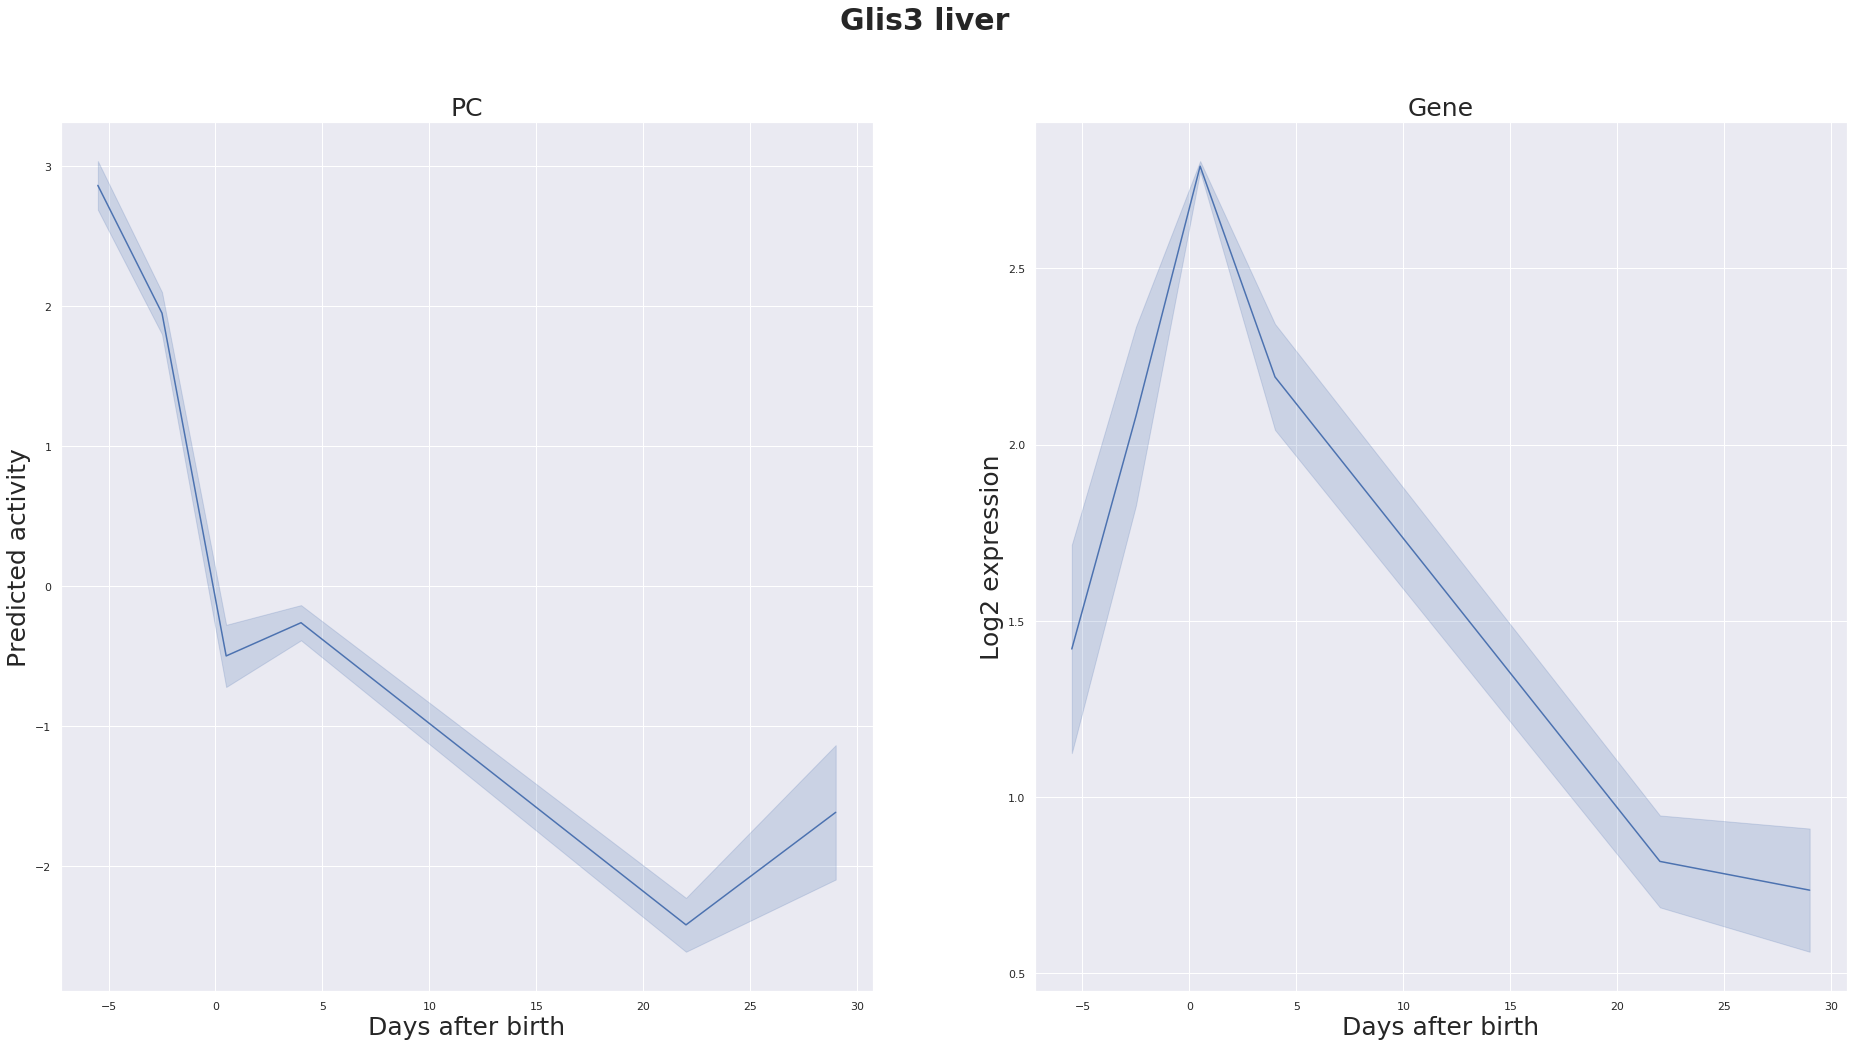 Glis3 liver
PC
Predicted activity
3
2
1
0
−1
−2
−5 0 5 10 15 20 25 30
Days after birth
Gene
Log2 expression
2.5
2.0
1.5
1.0
0.5
−5 0 5 10 15 20 25 30
Days after birth